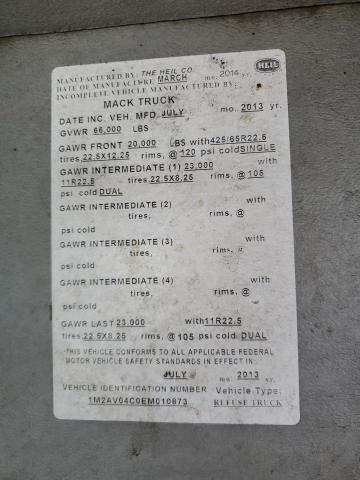 MANUFACTURED BY: THE HEIL CO
DATE OF MANUFACTURE MARCH mo. 2014 yr.
HEIL
INCOMPLETE VEHICLE MANUFACTURED BY:
MACK TRUCK
DATE INC. VEH. MFD. JULY mo. 2013 yr.
GVWR 66,000 LBS
GAWR FRONT 20,000 LBS with 425/65R22.5
tires, 22.5X12.25 rims, @ 120 psi cold SINGLE
GAWR INTERMEDIATE (1) 23,000 with
11R22.5 tires, 22.5X8.25 rims, @ 105
psi cold DUAL
GAWR INTERMEDIATE (2) with
tires, rims, @
psi cold
GAWR INTERMEDIATE (3) with
tires, rims, @
psi cold
GAWR INTERMEDIATE (4) with
tires, rims, @
psi cold
GAWR LAST 23,000 with 11R22.5
tires, 22.5X8.25 rims, @ 105 psi cold DUAL
THIS VEHICLE CONFORMS TO ALL APPLICABLE FEDERAL
MOTOR VEHICLE SAFETY STANDARDS IN EFFECT IN:
JULY mo. 2013 yr.
VEHICLE IDENTIFICATION NUMBER Vehicle Type:
1M2AV04C0EM010873 REFUSE TRUCK